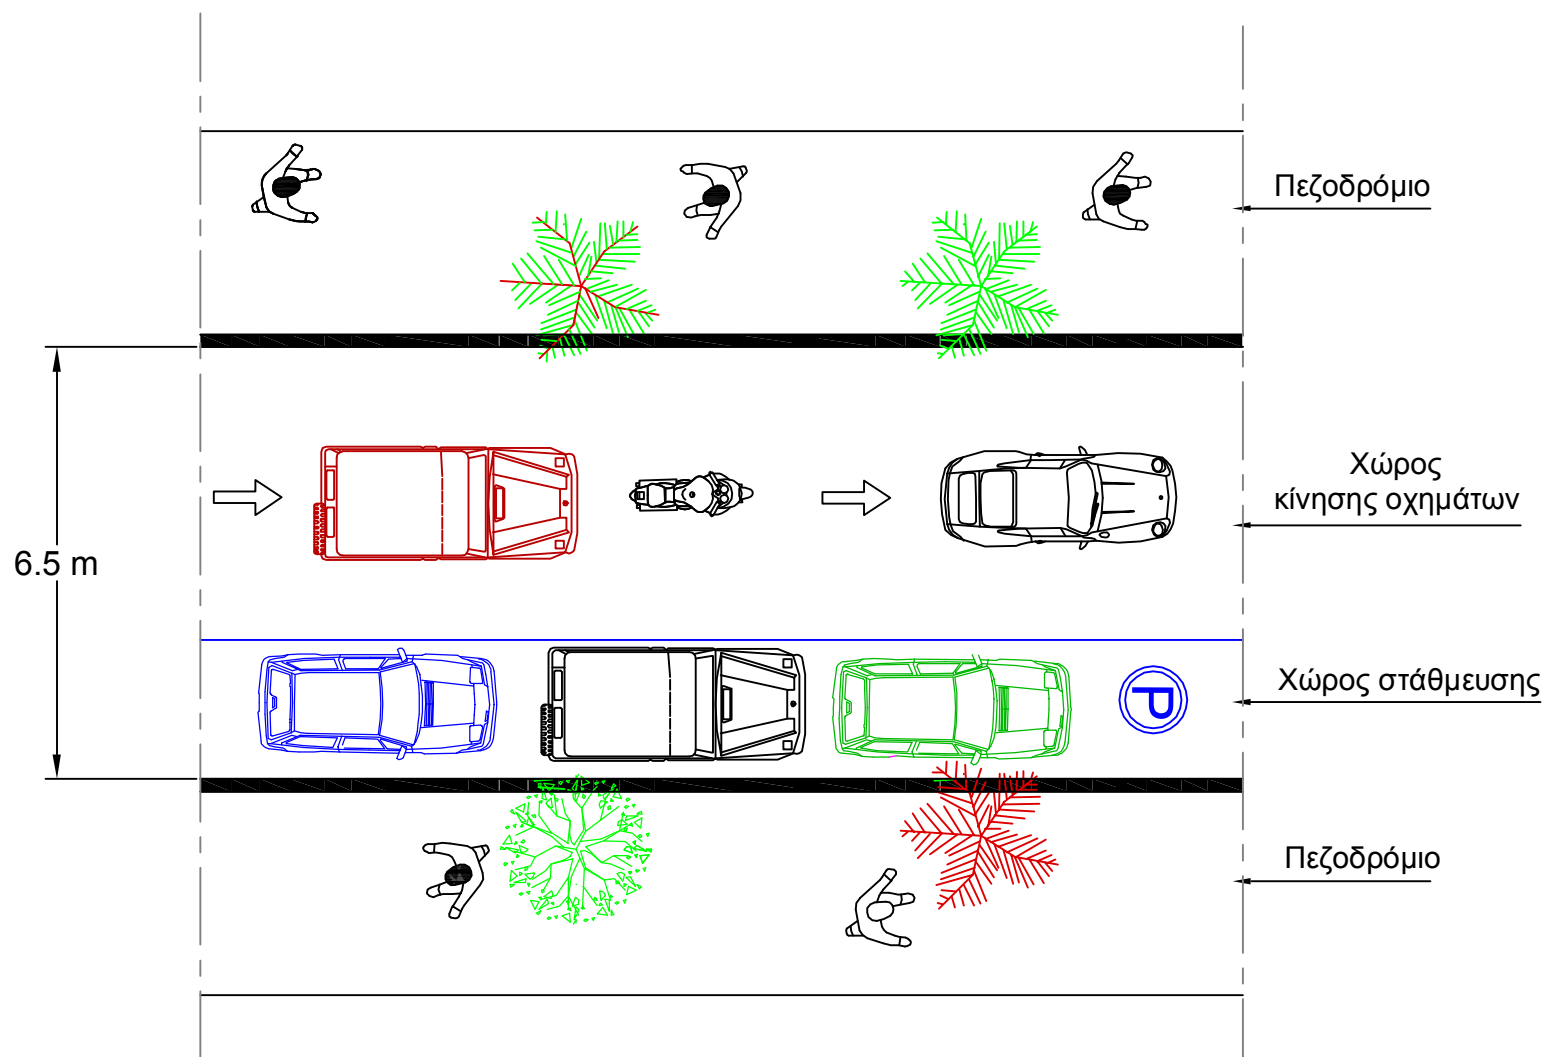 Πεζοδρόμιο
Χώρος
κίνησης οχημάτων
6.5 m
Χώρος στάθμευσης
P
Πεζοδρόμιο